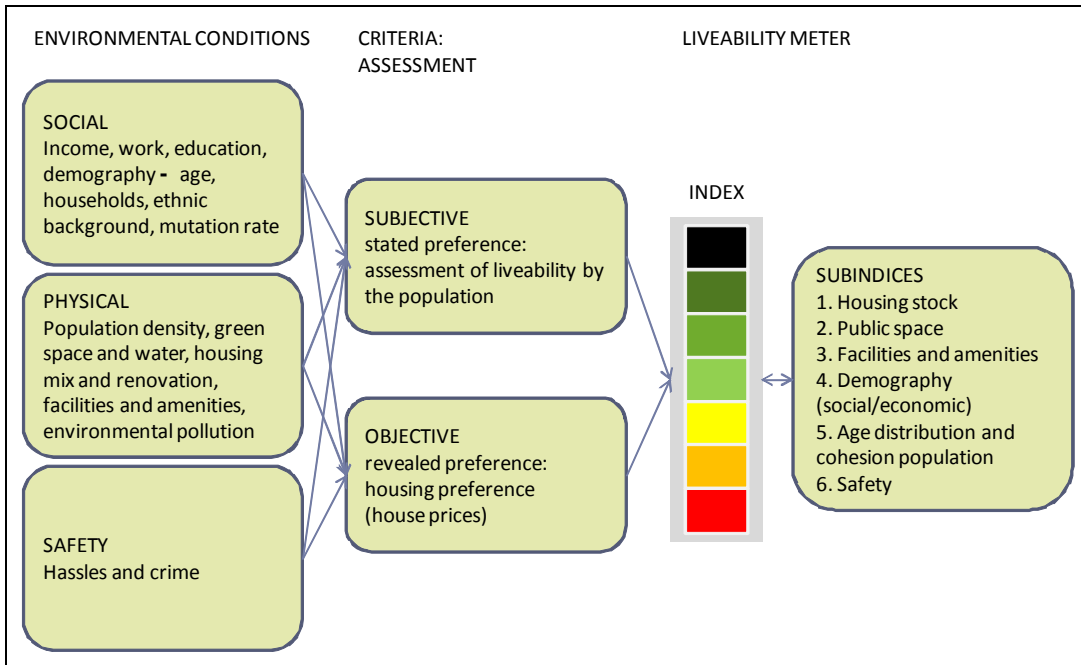 ENVIRONMENTAL CONDITIONS
CRITERIA:
ASSESSMENT
LIVEABILITY METER
SOCIAL
Income, work, education,
demography - age,
households, ethnic
background, mutation rate
PHYSICAL
Population density, green
space and water, housing
mix and renovation,
facilities and amenities,
environmental pollution
SAFETY
Hassles and crime
SUBJECTIVE
stated preference:
assessment of liveability by
the population
OBJECTIVE
revealed preference:
housing preference
(house prices)
INDEX
SUBINDICES
1. Housing stock
2. Public space
3. Facilities and amenities
4. Demography
(social/economic)
5. Age distribution and
cohesion population
6. Safety